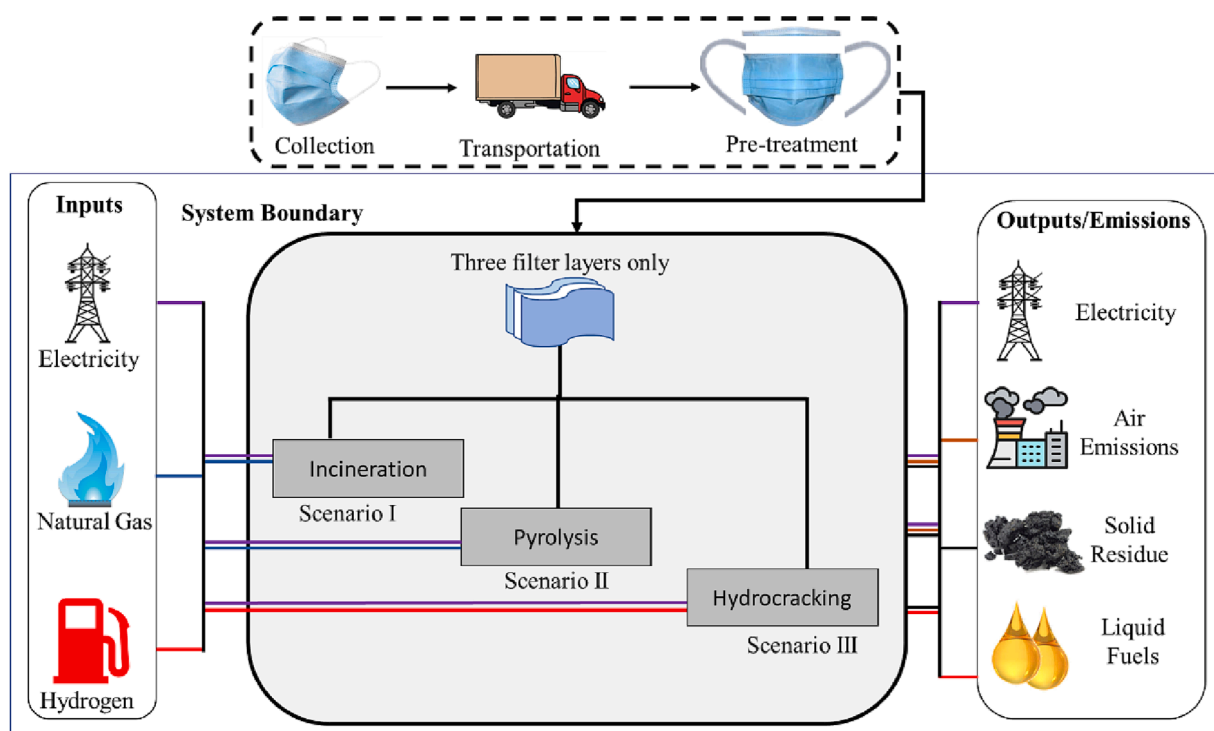 Collection
Transportation
Pre-treatment
Inputs
System Boundary
Outputs/Emissions
Three filter layers only
Electricity
Natural Gas
Hydrogen
Incineration
Scenario I
Pyrolysis
Scenario II
Hydrocracking
Scenario III
Electricity
Air
Emissions
Solid
Residue
Liquid
Fuels